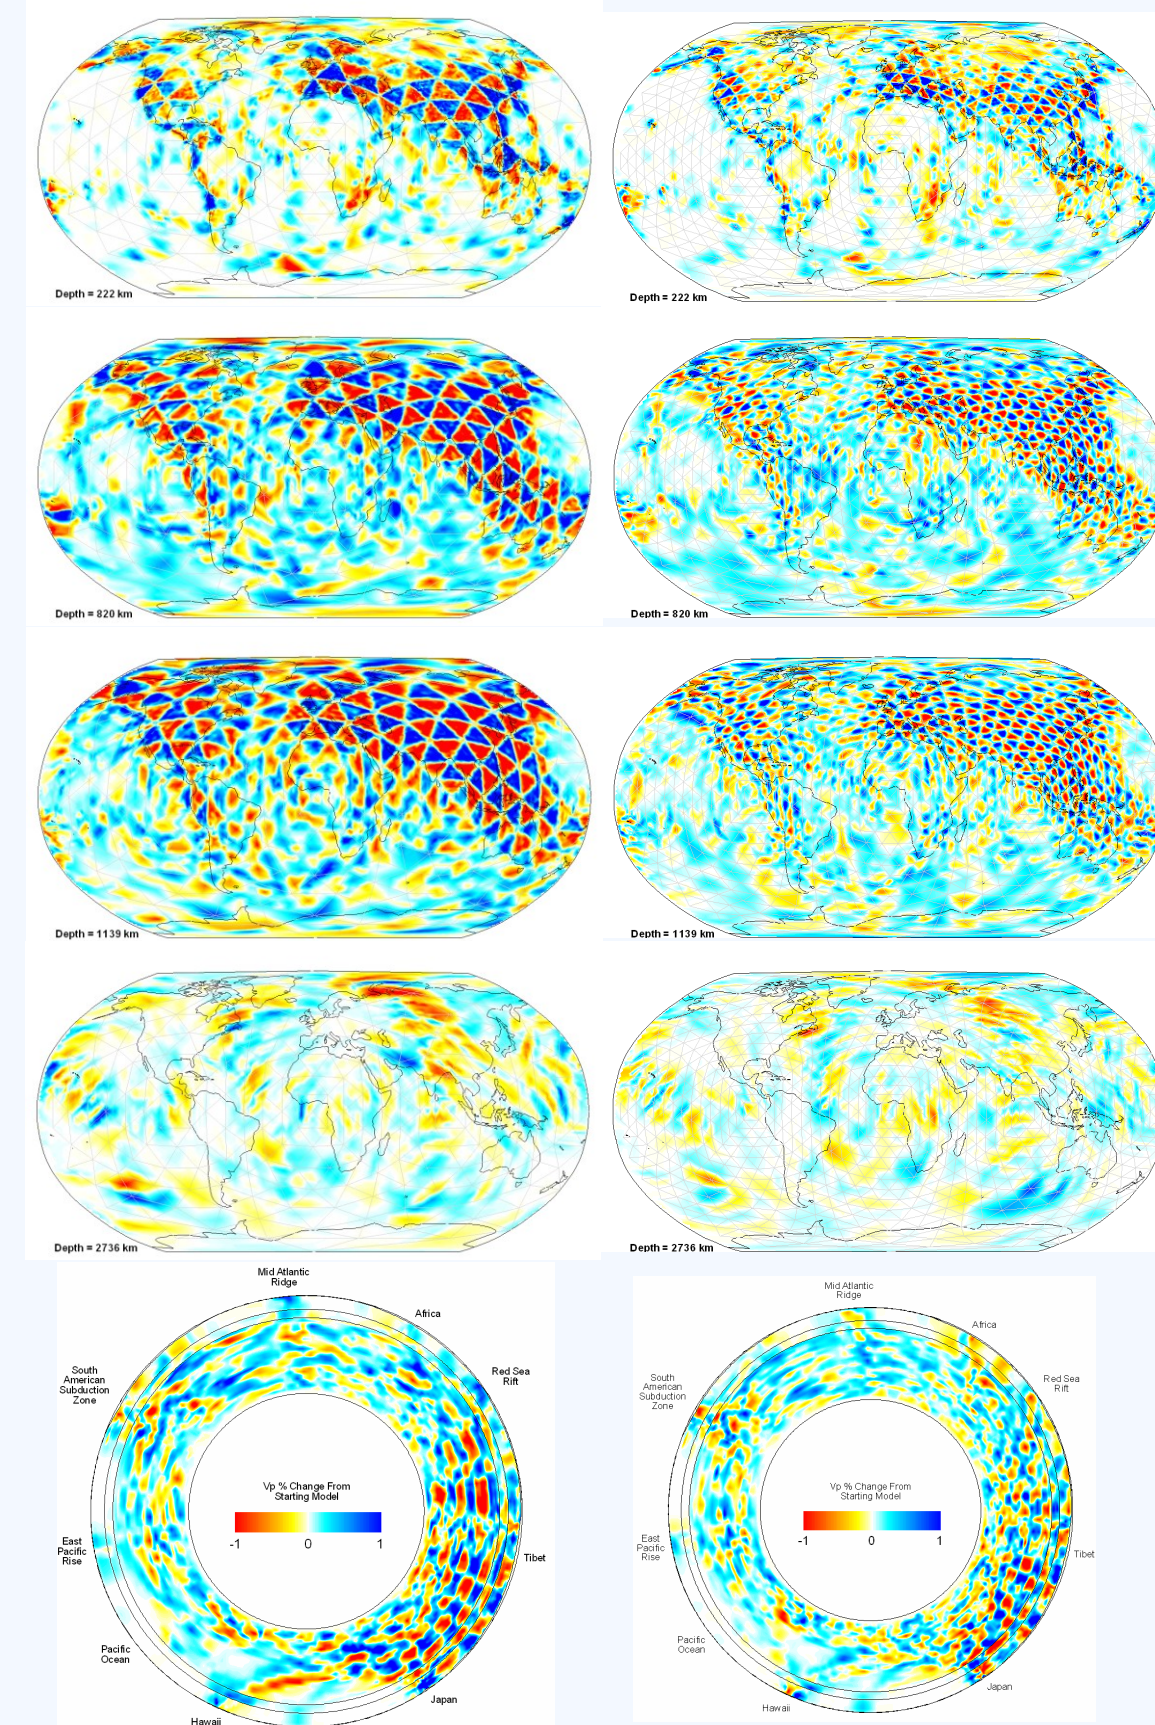 Depth = 222 km
Depth = 222 km
Depth = 820 km
Depth = 820 km
Depth = 1139 km
Depth = 1139 km
Depth = 2736 km
Depth = 2736 km
Mid Atlantic
Ridge
Africa
Red Sea
Rift
South
American
Subduction
Zone
Vp % Change From
Starting Model
-1
0
1
East
Pacific
Rise
Tibet
Pacific
Ocean
Japan
Hawaii
Mid Atlantic
Ridge
Africa
Red Sea
Rift
South
American
Subduction
Zone
Vp % Change From
Starting Model
-1
0
1
East
Pacific
Rise
Tibet
Pacific
Ocean
Japan
Hawaii